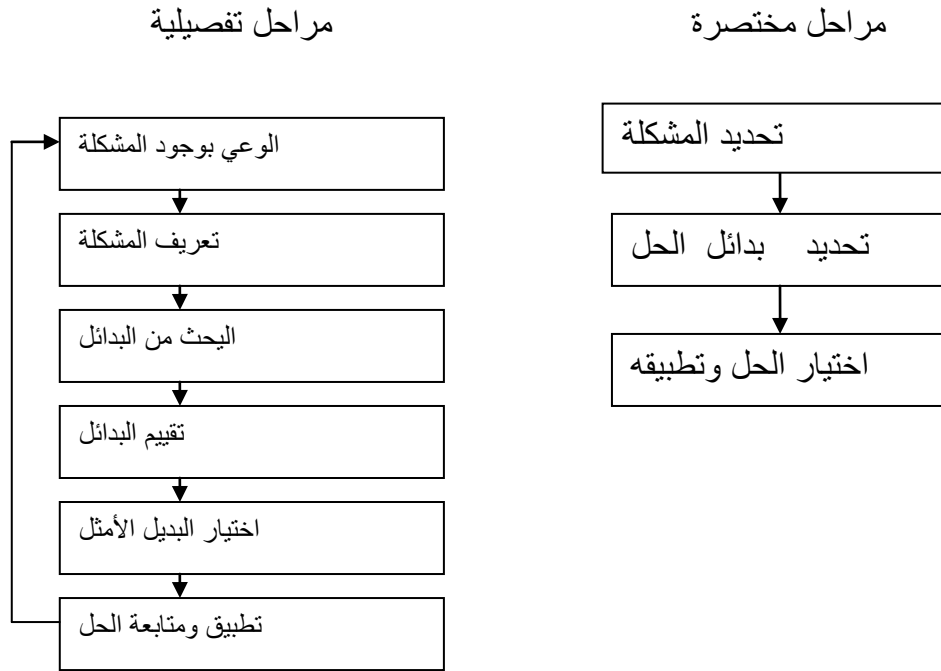 مراحل مختصرة
تحديد المشكلة
تحديد بدائل الحل
اختيار الحل وتطبيقه
مراحل تفصيلية
الوعي بوجود المشكلة
تعريف المشكلة
اليحث من البدائل
تقييم البدائل
اختيار البديل الأمثل
تطبيق ومتابعة الحل